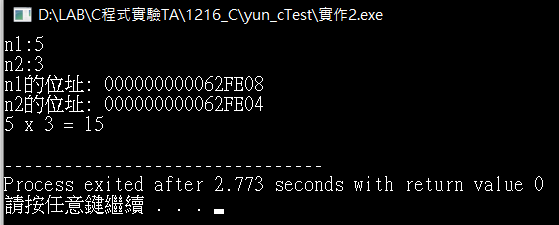 D:\LAB\C程式實驗TA\1216_C\yun_cTest\實作2.exe
n1:5
n2:3
n1的位址: 000000000062FE08
n2的位址: 000000000062FE04
5 x 3 = 15
--------------------------------
Process exited after 2.773 seconds with return value 0
請按任意鍵繼續 . . .